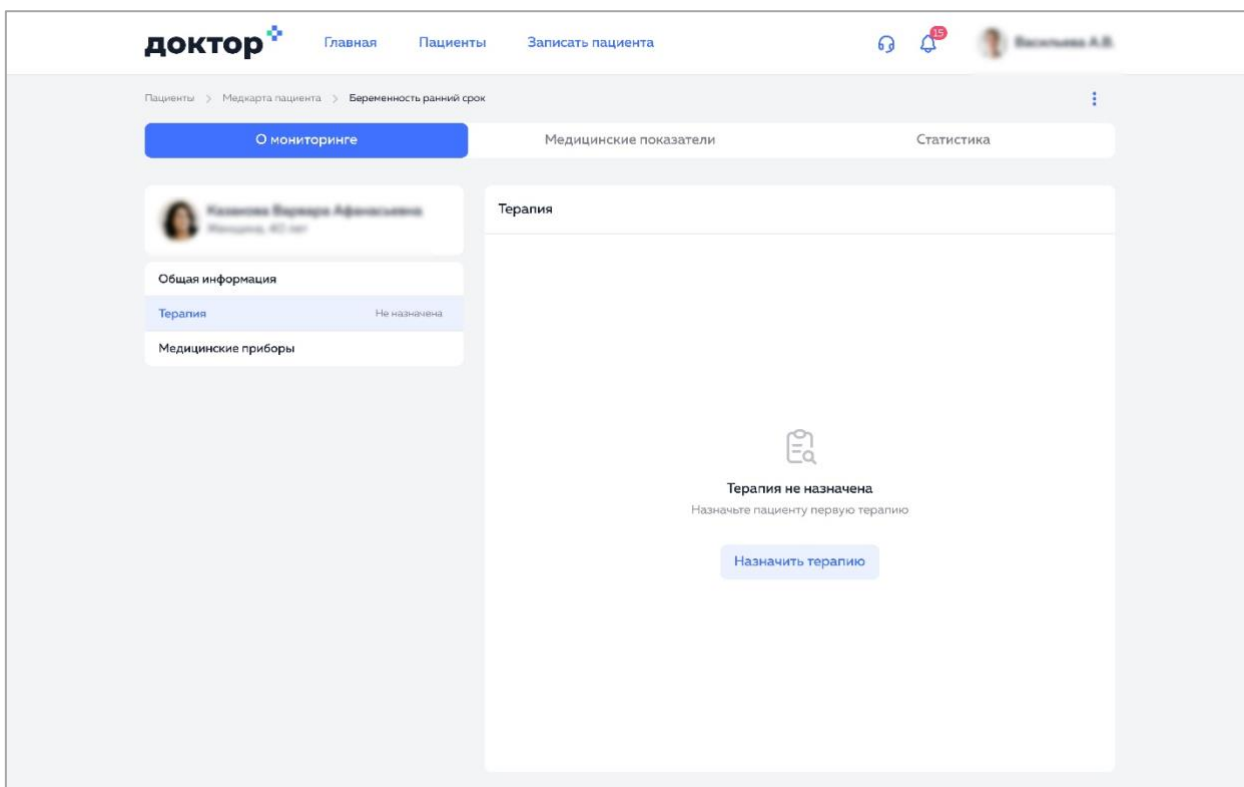 доктор
Главная
Пациенты
Записать пациента
15
Пациенты > Медкарта пациента > Беременность ранний срок
О мониторинге
Медицинские показатели
Статистика
Терапия
Общая информация
Терапия
Не назначена
Медицинские приборы
Терапия не назначена
Назначьте пациенту первую терапию
Назначить терапию